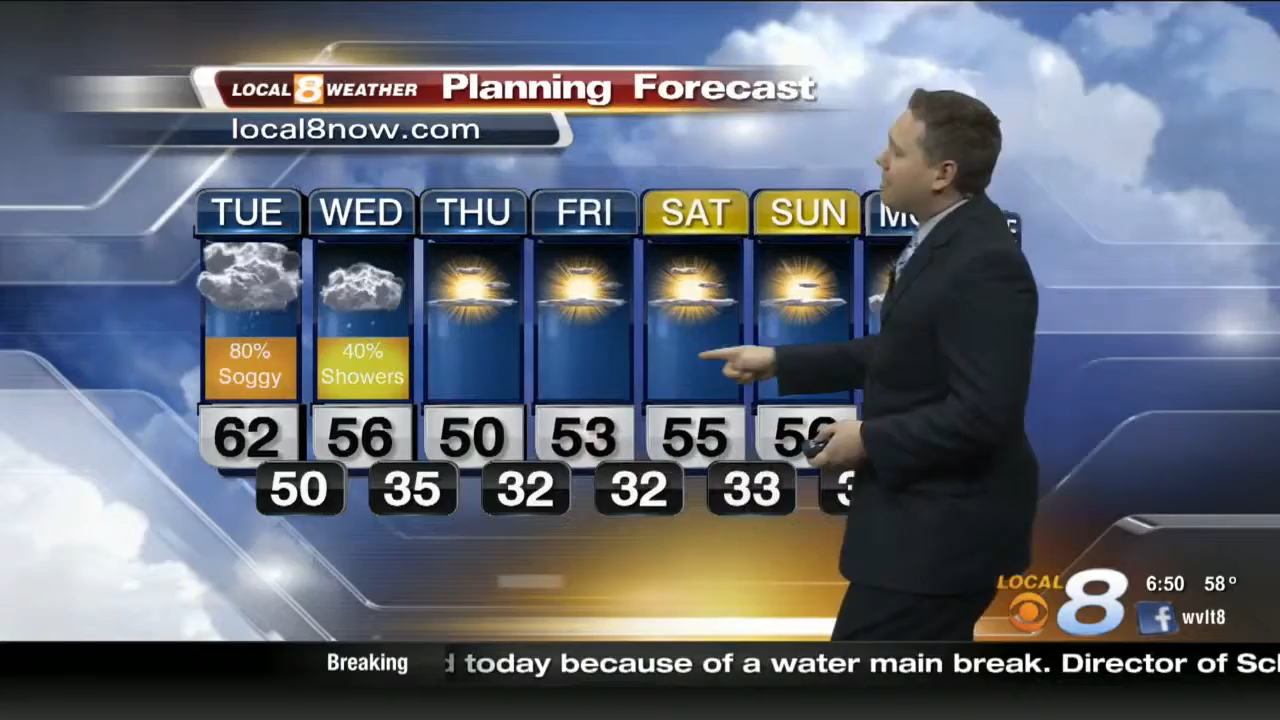 LOCAL 8 WEATHER Planning Forecast
local8now.com
TUE WED THU FRI SAT SUN
80% Soggy
40% Showers
62 56 50 53 55
50 35 32 32 33
LOCAL 8
6:50 58°
wvlt8
Breaking today because of a water main break. Director of